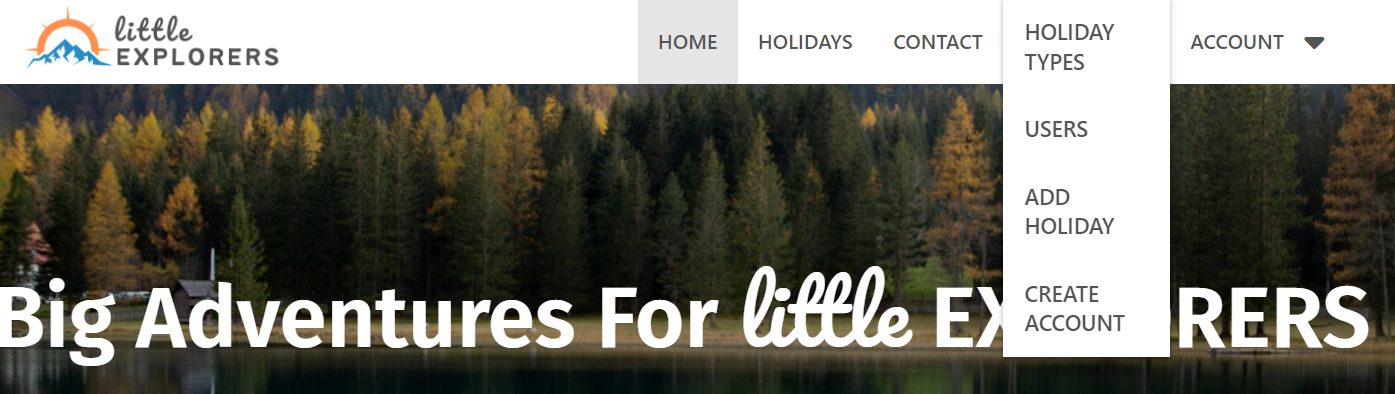 little
EXPLORERS
HOME HOLIDAYS CONTACT ACCOUNT
HOLIDAY
TYPES
USERS
ADD
HOLIDAY
CREATE
ACCOUNT
Big Adventures For little EX RERS